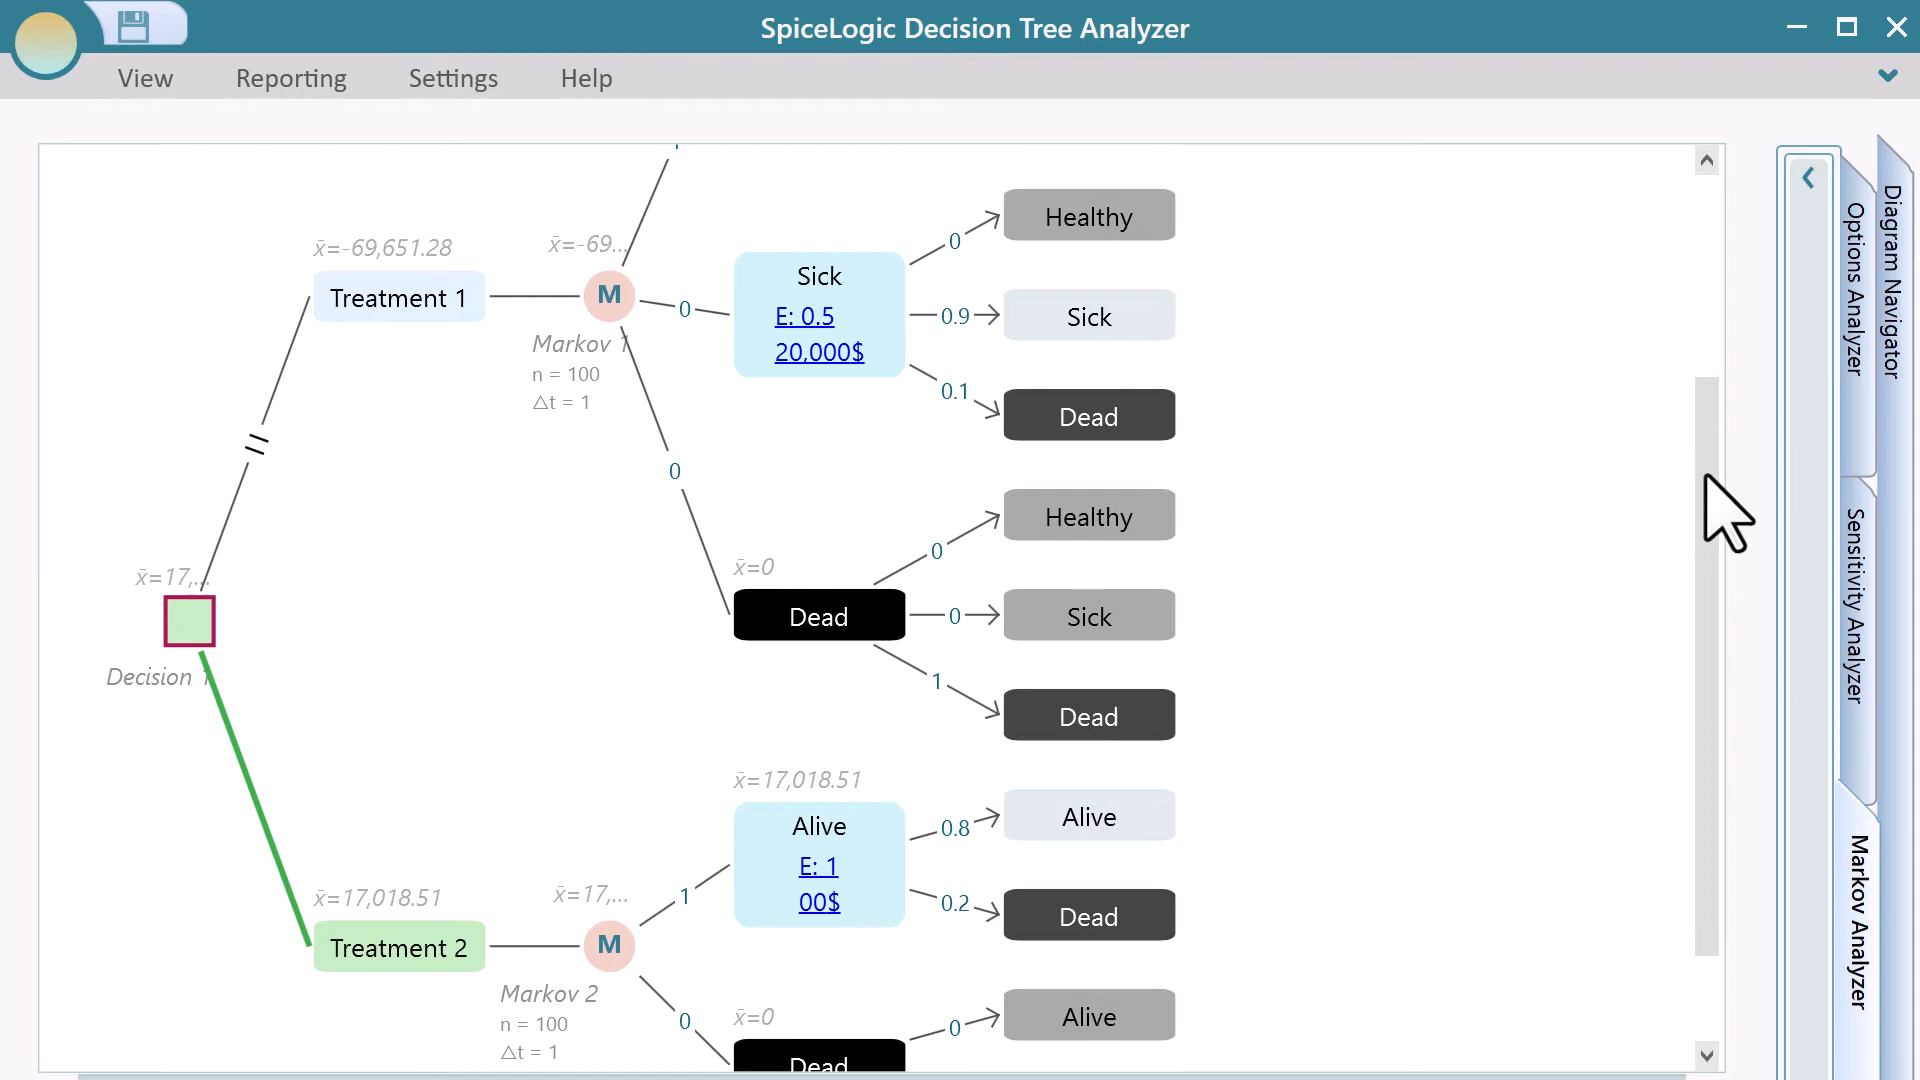 SpiceLogic Decision Tree Analyzer
View Reporting Settings Help
Healthy
0
x̄=-69,651.28
x̄=-69...
Treatment 1
M
0
Sick
E: 0.5
20,000$
0.9
Sick
Markov 1
n = 100
△t = 1
0.1
Dead
0
Healthy
0
x̄=0
x̄=17,...
Dead
0
Sick
Decision 1
1
Dead
x̄=17,018.51
Alive
E: 1
00$
0.8
Alive
x̄=17,018.51
x̄=17,...
1
0.2
Dead
Treatment 2
M
Markov 2
n = 100
△t = 1
0
x̄=0
Dead
0
Alive
Diagram Navigator
Options Analyzer
Sensitivity Analyzer
Markov Analyzer